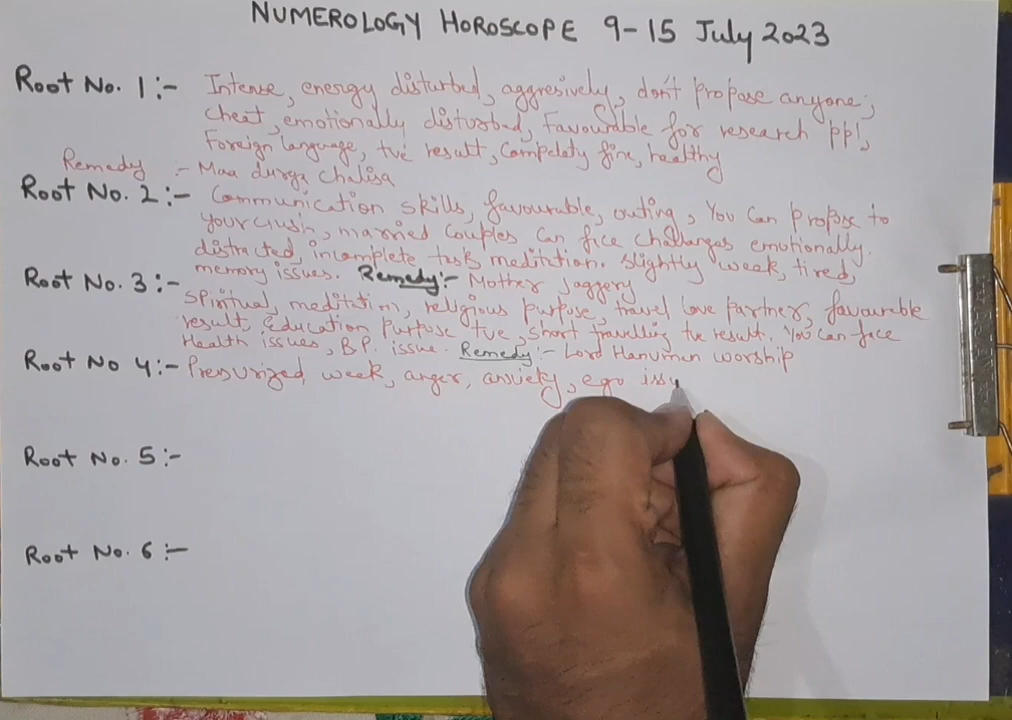 NUMEROLOGY HOROSCOPE 9-15 July 2023
Root No. 1:- Intense, energy disturbed, aggresively, don't propose anyone,
cheat, emotionally disturbed, Favourable for research ppl,
Foreign language, +ve result, Completely fine, healthy
Remedy :- Maa durga Chalisa
Root No. 2:- Communication skills, favourable, outing, You Can propose to
your crush, married Couples Can face challanges emotionally.
distracted, incomplete tasks meditation. Slightly week, tired,
memory issues. Remedy:- Mother Jaggery
Root No. 3:- Spiritual, meditation, religious purpose, travel love partner, favourable
result, Education purpose +ve, short travelling +ve result. You Can face
Health issues, B.P. issue. Remedy:- Lord Hanuman worship
Root No 4:- Presurized, week, anger, anxiety, ego issu
Root No. 5:-
Root No. 6:-